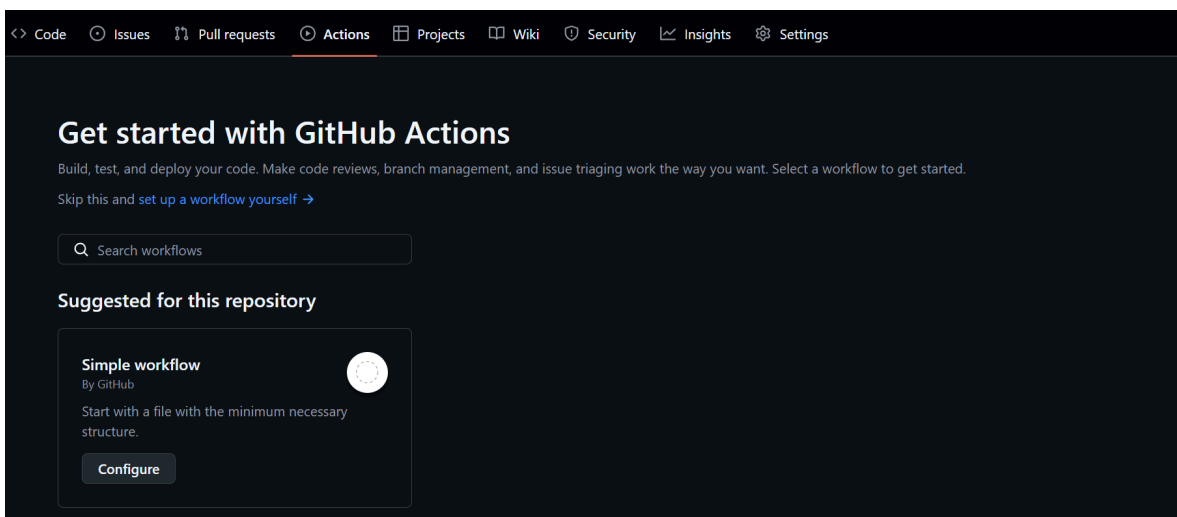 <> Code Issues Pull requests Actions Projects Wiki Security Insights Settings
Get started with GitHub Actions
Build, test, and deploy your code. Make code reviews, branch management, and issue triaging work the way you want. Select a workflow to get started.
Skip this and set up a workflow yourself →
Search workflows
Suggested for this repository
Simple workflow
By GitHub
Start with a file with the minimum necessary
structure.
Configure